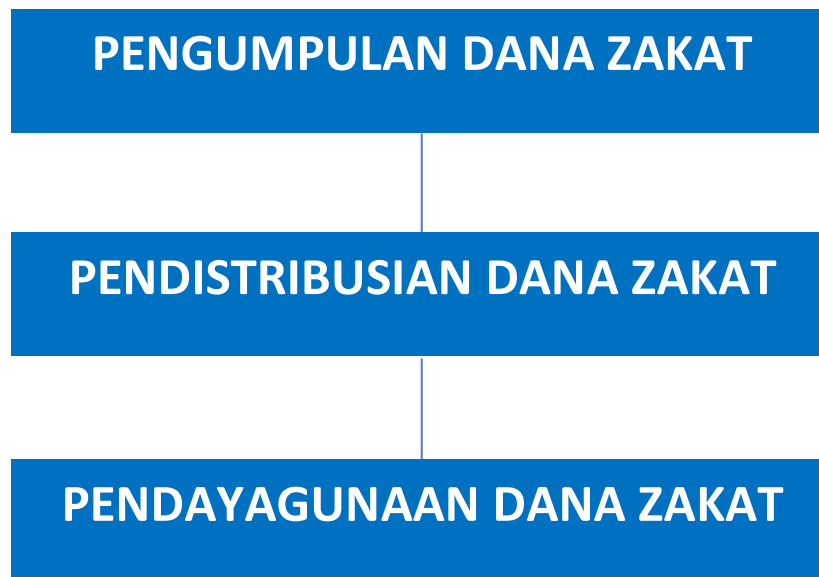 PENGUMPULAN DANA ZAKAT
PENDISTRIBUSIAN DANA ZAKAT
PENDAYAGUNAAN DANA ZAKAT